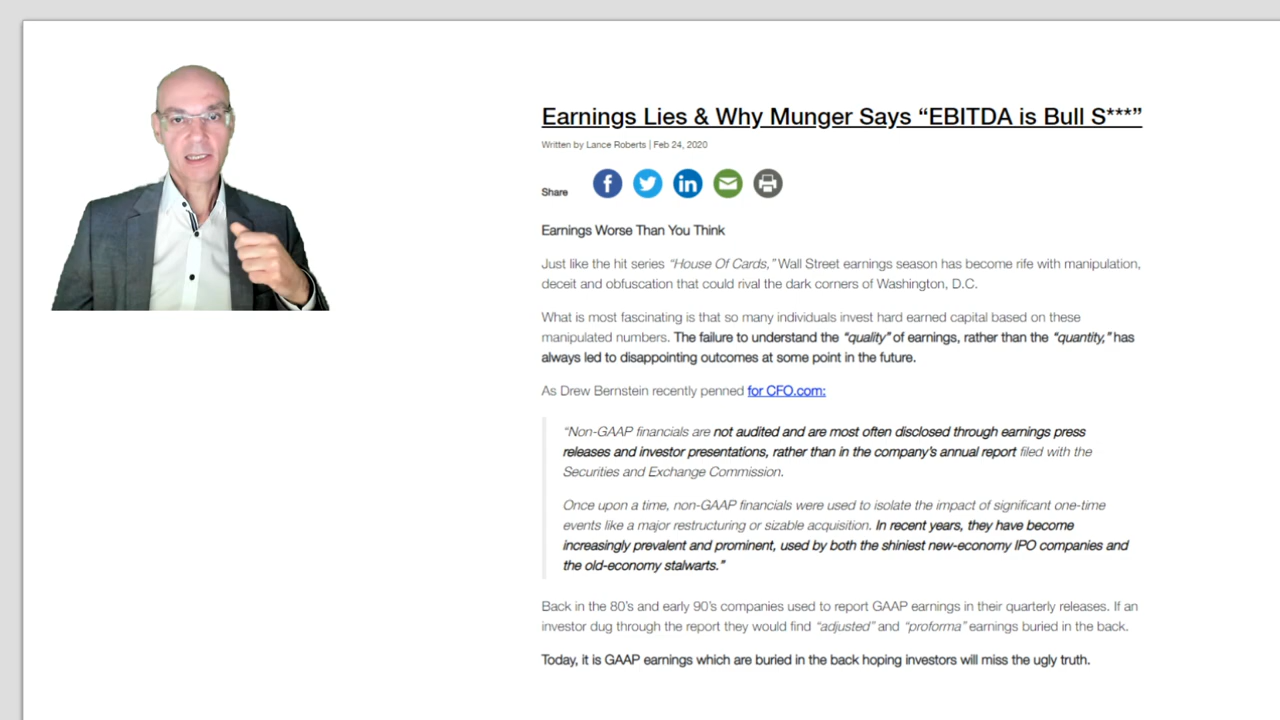 Earnings Lies & Why Munger Says “EBITDA is Bull S***”
Written by Lance Roberts | Feb 24, 2020
Share
Earnings Worse Than You Think
Just like the hit series “House Of Cards,” Wall Street earnings season has become rife with manipulation,
deceit and obfuscation that could rival the dark corners of Washington, D.C.
What is most fascinating is that so many individuals invest hard earned capital based on these
manipulated numbers. The failure to understand the “quality” of earnings, rather than the “quantity,” has
always led to disappointing outcomes at some point in the future.
As Drew Bernstein recently penned for CFO.com:
“Non-GAAP financials are not audited and are most often disclosed through earnings press
releases and investor presentations, rather than in the company’s annual report filed with the
Securities and Exchange Commission.
Once upon a time, non-GAAP financials were used to isolate the impact of significant one-time
events like a major restructuring or sizable acquisition. In recent years, they have become
increasingly prevalent and prominent, used by both the shiniest new-economy IPO companies and
the old-economy stalwarts.”
Back in the 80’s and early 90’s companies used to report GAAP earnings in their quarterly releases. If an
investor dug through the report they would find “adjusted” and “proforma” earnings buried in the back.
Today, it is GAAP earnings which are buried in the back hoping investors will miss the ugly truth.